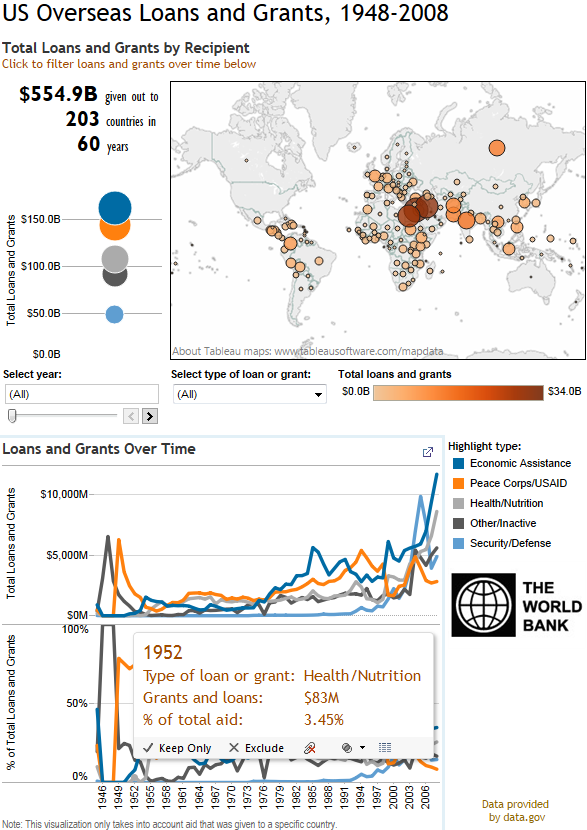 US Overseas Loans and Grants, 1948-2008
Total Loans and Grants by Recipient
Click to filter loans and grants over time below
$554.9B given out to
203 countries in
60 years
Total Loans and Grants
$150.0B
$100.0B
$50.0B
$0.0B
About Tableau maps: www.tableausoftware.com/mapdata
Select year:
(All)
Select type of loan or grant:
(All)
Total loans and grants
$0.0B
$34.0B
Loans and Grants Over Time
Total Loans and Grants
$10,000M
$5,000M
$0M
% of Total Loans and Grants
100%
50%
0%
1952
Type of loan or grant: Health/Nutrition
Grants and loans: $83M
% of total aid: 3.45%
Keep Only
Exclude
1946 1949 1952 1955 1958 1961 1964 1967 1970 1973 1976 1979 1982 1985 1988 1991 1994 1997 2000 2003 2006
Highlight type:
Economic Assistance
Peace Corps/USAID
Health/Nutrition
Other/Inactive
Security/Defense
THE
WORLD
BANK
Data provided
by data.gov
Note: This visualization only takes into account aid that was given to a specific country.